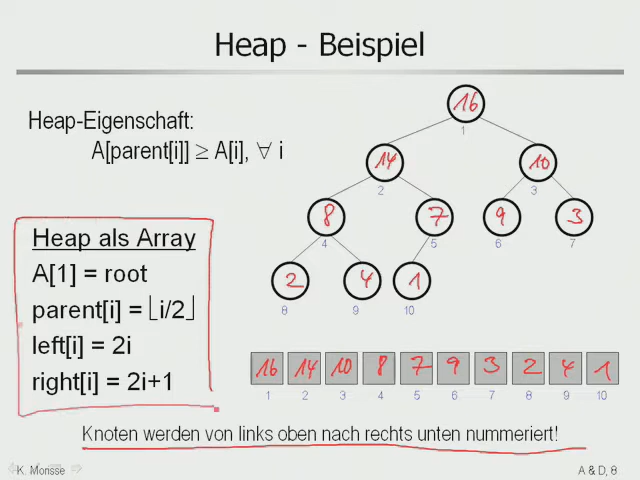 Heap - Beispiel
Heap-Eigenschaft:
A[parent[i]] ≥ A[i], ∀ i
Heap als Array
A[1] = root
parent[i] = ⌊i/2⌋
left[i] = 2i
right[i] = 2i+1
16
1
14 10
2 3
8 7 9 3
4 5 6 7
2 4 1
8 9 10
16 14 10 8 7 9 3 2 4 1
1 2 3 4 5 6 7 8 9 10
Knoten werden von links oben nach rechts unten nummeriert!
K. Morisse A & D, 8